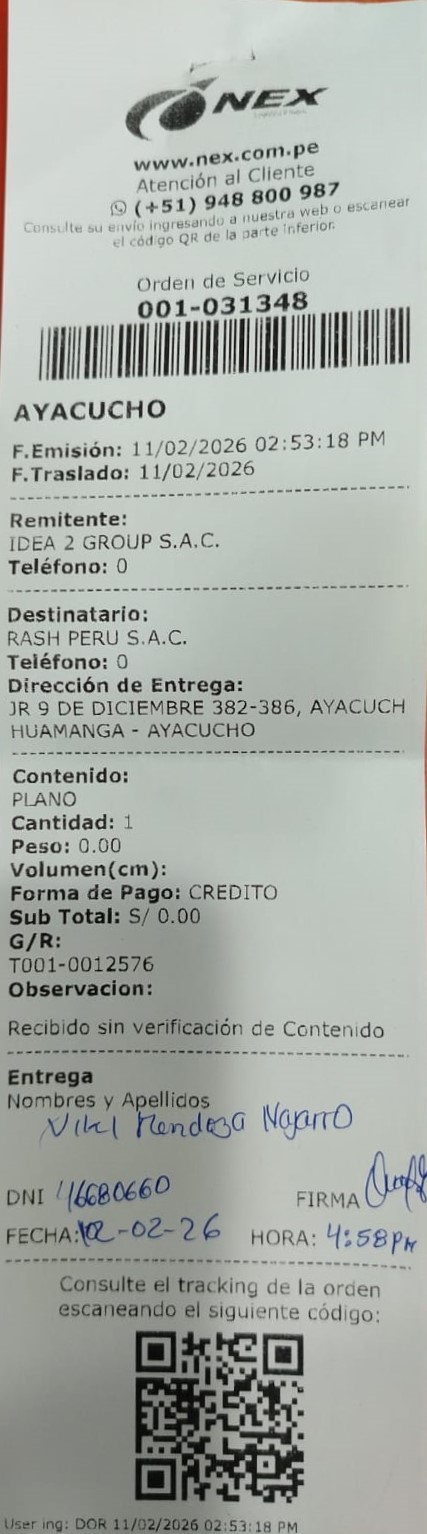 NEX
www.nex.com.pe
Atención al Cliente
(+51) 948 800 987
Consulte su envío ingresando a nuestra web o escanear
el código QR de la parte inferior.
Orden de Servicio
001-031348
AYACUCHO
F.Emisión: 11/02/2026 02:53:18 PM
F.Traslado: 11/02/2026
Remitente:
IDEA 2 GROUP S.A.C.
Teléfono: 0
Destinatario:
RASH PERU S.A.C.
Teléfono: 0
Dirección de Entrega:
JR 9 DE DICIEMBRE 382-386, AYACUCH
HUAMANGA - AYACUCHO
Contenido:
PLANO
Cantidad: 1
Peso: 0.00
Volumen(cm):
Forma de Pago: CREDITO
Sub Total: S/ 0.00
G/R:
T001-0012576
Observacion:
Recibido sin verificación de Contenido
Entrega
Nombres y Apellidos
Mendoza Najarro
DNI 46680660 FIRMA
FECHA: 12-02-26 HORA: 4:58PM
Consulte el tracking de la orden
escaneando el siguiente código:
User ing: DOR 11/02/2026 02:53:18 PM